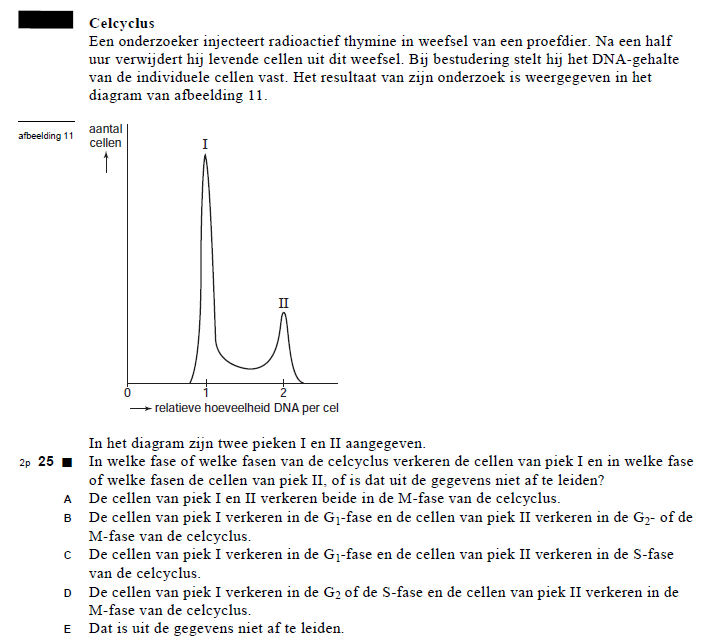 Celcyclus
Een onderzoeker injecteert radioactief thymine in weefsel van een proefdier. Na een half
uur verwijdert hij levende cellen uit dit weefsel. Bij bestudering stelt hij het DNA-gehalte
van de individuele cellen vast. Het resultaat van zijn onderzoek is weergegeven in het
diagram van afbeelding 11.
afbeelding 11
aantal
cellen
I
II
0 1 2
relatieve hoeveelheid DNA per cel
In het diagram zijn twee pieken I en II aangegeven.
2p 25 ■ In welke fase of welke fasen van de celcyclus verkeren de cellen van piek I en in welke fase
of welke fasen de cellen van piek II, of is dat uit de gegevens niet af te leiden?
A De cellen van piek I en II verkeren beide in de M-fase van de celcyclus.
B De cellen van piek I verkeren in de G₁-fase en de cellen van piek II verkeren in de G₂- of de
M-fase van de celcyclus.
C De cellen van piek I verkeren in de G₁-fase en de cellen van piek II verkeren in de S-fase
van de celcyclus.
D De cellen van piek I verkeren in de G₂ of de S-fase en de cellen van piek II verkeren in de
M-fase van de celcyclus.
E Dat is uit de gegevens niet af te leiden.